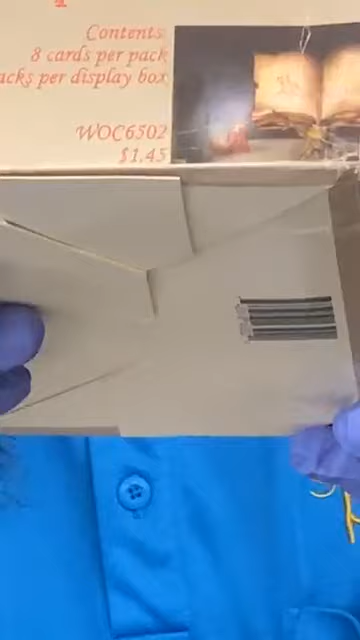 Contents:
8 cards per pack
acks per display box
WOC6502
$1.45